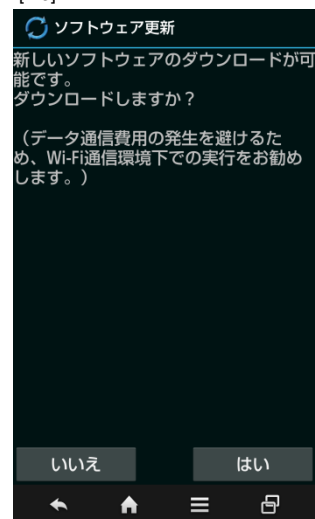 ソフトウェア更新
新しいソフトウェアのダウンロードが可
能です。
ダウンロードしますか？
（データ通信費用の発生を避けるた
め、Wi-Fi通信環境下での実行をお勧め
します。）
いいえ
はい